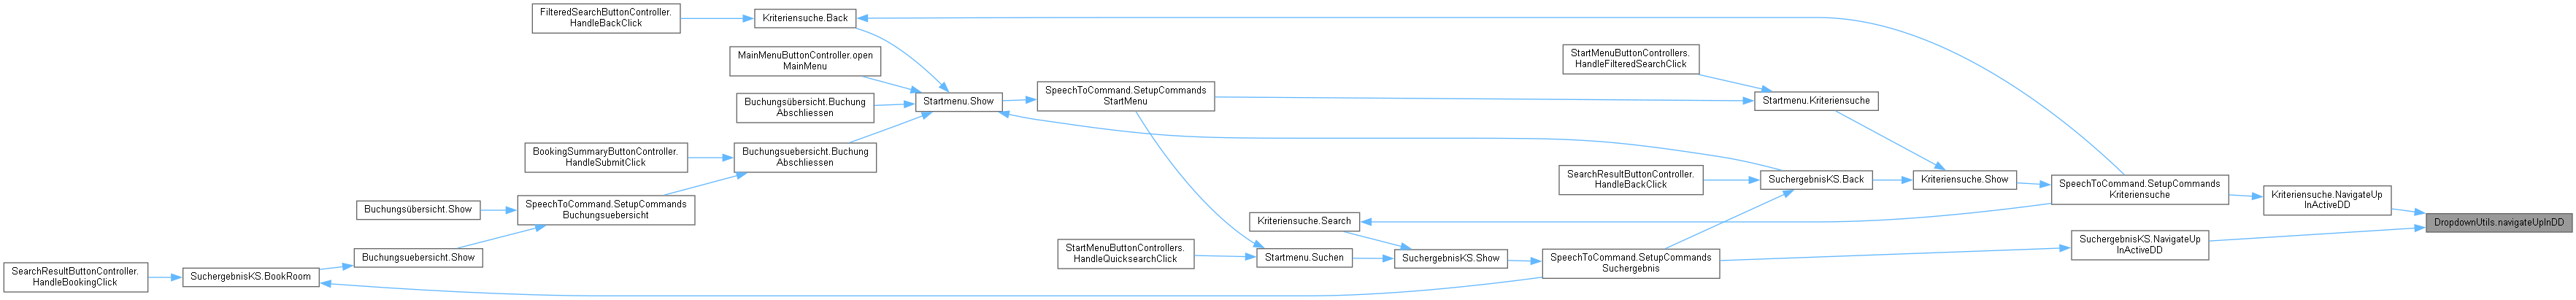 FilteredSearchButtonController.
HandleBackClick
Kriteriensuche.Back
MainMenuButtonController.open
MainMenu
StartMenuButtonControllers.
HandleFilteredSearchClick
Buchungsübersicht.Buchung
Abschliessen
Startmenu.Show
SpeechToCommand.SetupCommands
StartMenu
Startmenu.Kriteriensuche
BookingSummaryButtonController.
HandleSubmitClick
Buchungsuebersicht.Buchung
Abschliessen
SearchResultButtonController.
HandleBackClick
SuchergebnisKS.Back
Kriteriensuche.Show
SpeechToCommand.SetupCommands
Kriteriensuche
Kriteriensuche.NavigateUp
InActiveDD
Buchungsübersicht.Show
SpeechToCommand.SetupCommands
Buchungsuebersicht
Kriteriensuche.Search
DropdownUtils.navigateUpInDD
SuchergebnisKS.NavigateUp
InActiveDD
Buchungsuebersicht.Show
StartMenuButtonControllers.
HandleQuicksearchClick
Startmenu.Suchen
SuchergebnisKS.Show
SpeechToCommand.SetupCommands
Suchergebnis
SearchResultButtonController.
HandleBookingClick
SuchergebnisKS.BookRoom